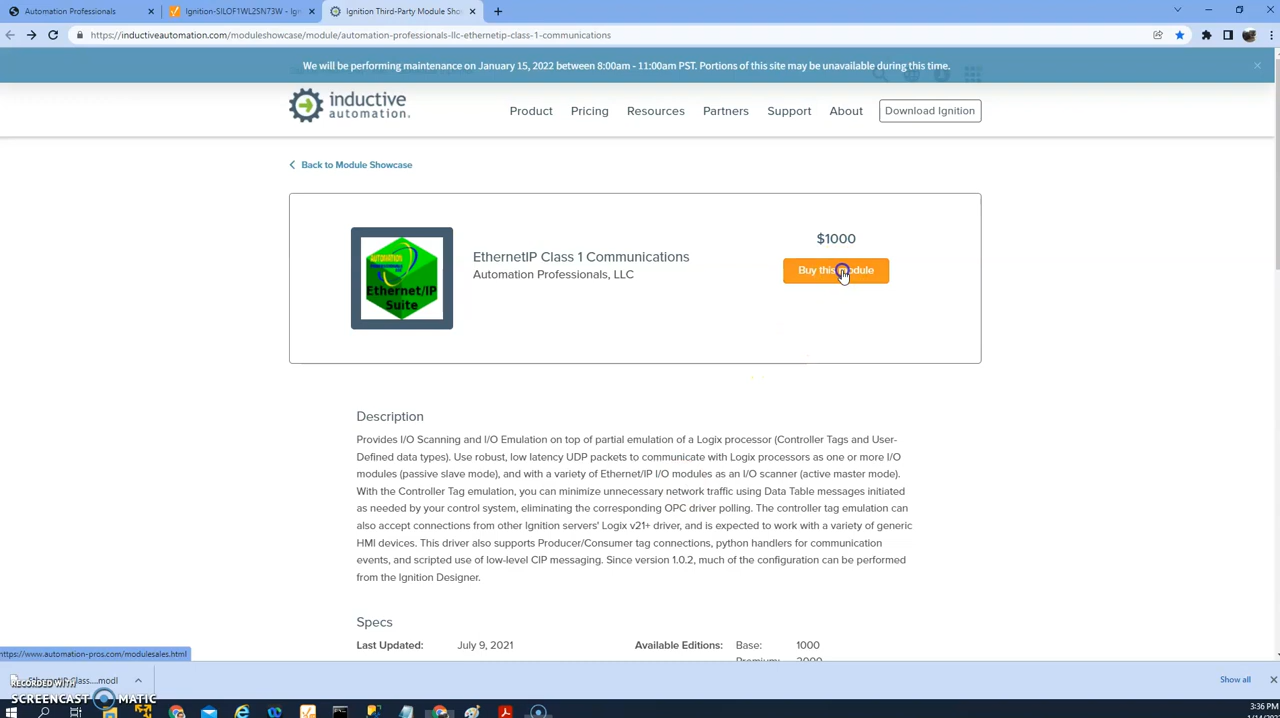 Automation Professionals
Ignition-SILOF1WL2SN73W - Ign
Ignition Third-Party Module Sho
https://inductiveautomation.com/moduleshowcase/module/automation-professionals-llc-ethernetip-class-1-communications
We will be performing maintenance on January 15, 2022 between 8:00am - 11:00am PST. Portions of this site may be unavailable during this time.
inductive
automation.
Product
Pricing
Resources
Partners
Support
About
Download Ignition
Back to Module Showcase
AUTOMATION
Ethernet/IP
Suite
EthernetIP Class 1 Communications
Automation Professionals, LLC
$1000
Buy this module
Description
Provides I/O Scanning and I/O Emulation on top of partial emulation of a Logix processor (Controller Tags and User-
Defined data types). Use robust, low latency UDP packets to communicate with Logix processors as one or more I/O
modules (passive slave mode), and with a variety of Ethernet/IP I/O modules as an I/O scanner (active master mode).
With the Controller Tag emulation, you can minimize unnecessary network traffic using Data Table messages initiated
as needed by your control system, eliminating the corresponding OPC driver polling. The controller tag emulation can
also accept connections from other Ignition servers' Logix v21+ driver, and is expected to work with a variety of generic
HMI devices. This driver also supports Producer/Consumer tag connections, python handlers for communication
events, and scripted use of low-level CIP messaging. Since version 1.0.2, much of the configuration can be performed
from the Ignition Designer.
Specs
Last Updated: July 9, 2021
Available Editions: Base: 1000
Premium: 2000
https://www.automation-pros.com/modulesales.html
Class....modl
Show all
RECORDED WITH
SCREENCAST MATIC
3:36 PM